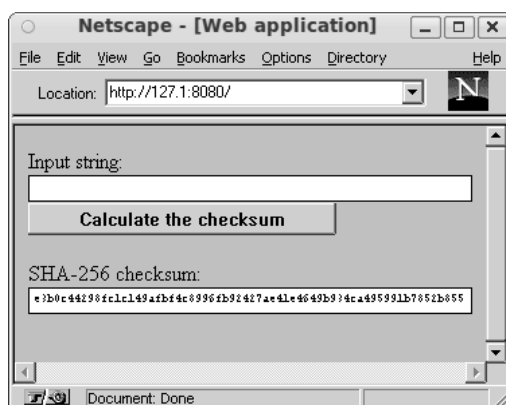 Netscape - [Web application]
File Edit View Go Bookmarks Options Directory Help
Location: http://127.1:8080/
N
Input string:
Calculate the checksum
SHA-256 checksum:
e3b0c44298fc1c149afbf4c8996fb92427ae41e4649b934ca495991b7852b855
Document: Done